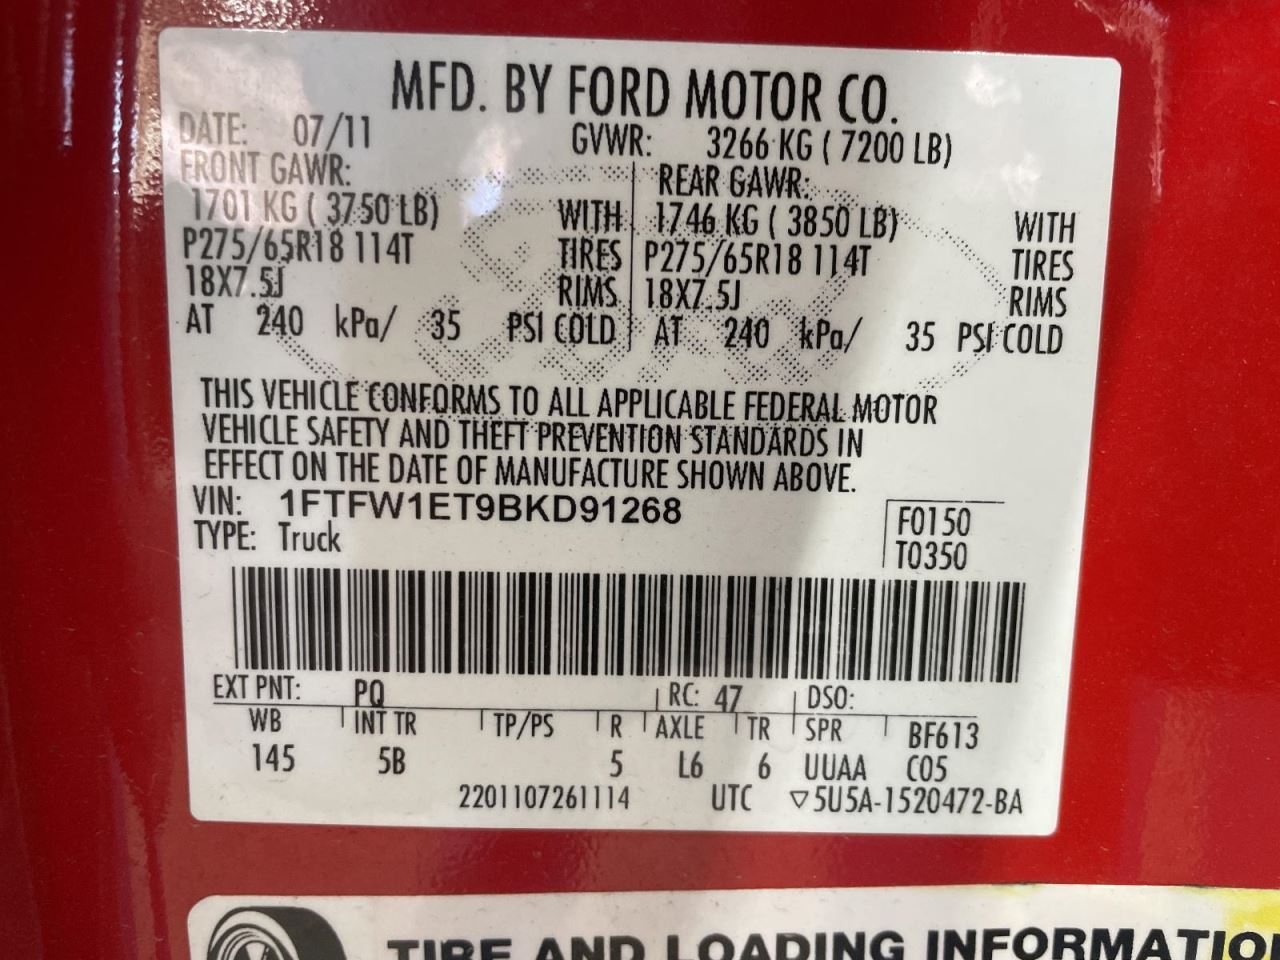 MFD. BY FORD MOTOR CO.
DATE: 07/11 GVWR: 3266 KG ( 7200 LB)
FRONT GAWR: REAR GAWR:
1701 KG ( 3750 LB) WITH 1746 KG ( 3850 LB) WITH
P275/65R18 114T TIRES P275/65R18 114T TIRES
18X7.5J RIMS 18X7.5J RIMS
AT 240 kPa/ 35 PSI COLD AT 240 kPa/ 35 PSI COLD
THIS VEHICLE CONFORMS TO ALL APPLICABLE FEDERAL MOTOR
VEHICLE SAFETY AND THEFT PREVENTION STANDARDS IN
EFFECT ON THE DATE OF MANUFACTURE SHOWN ABOVE.
VIN: 1FTFW1ET9BKD91268
TYPE: Truck
F0150
T0350
EXT PNT: PQ RC: 47 DSO:
WB INT TR TP/PS R AXLE TR SPR BF613
145 5B 5 L6 6 UUAA C05
2201107261114 UTC ▽5U5A-1520472-BA
TIRE AND LOADING INFORMATION